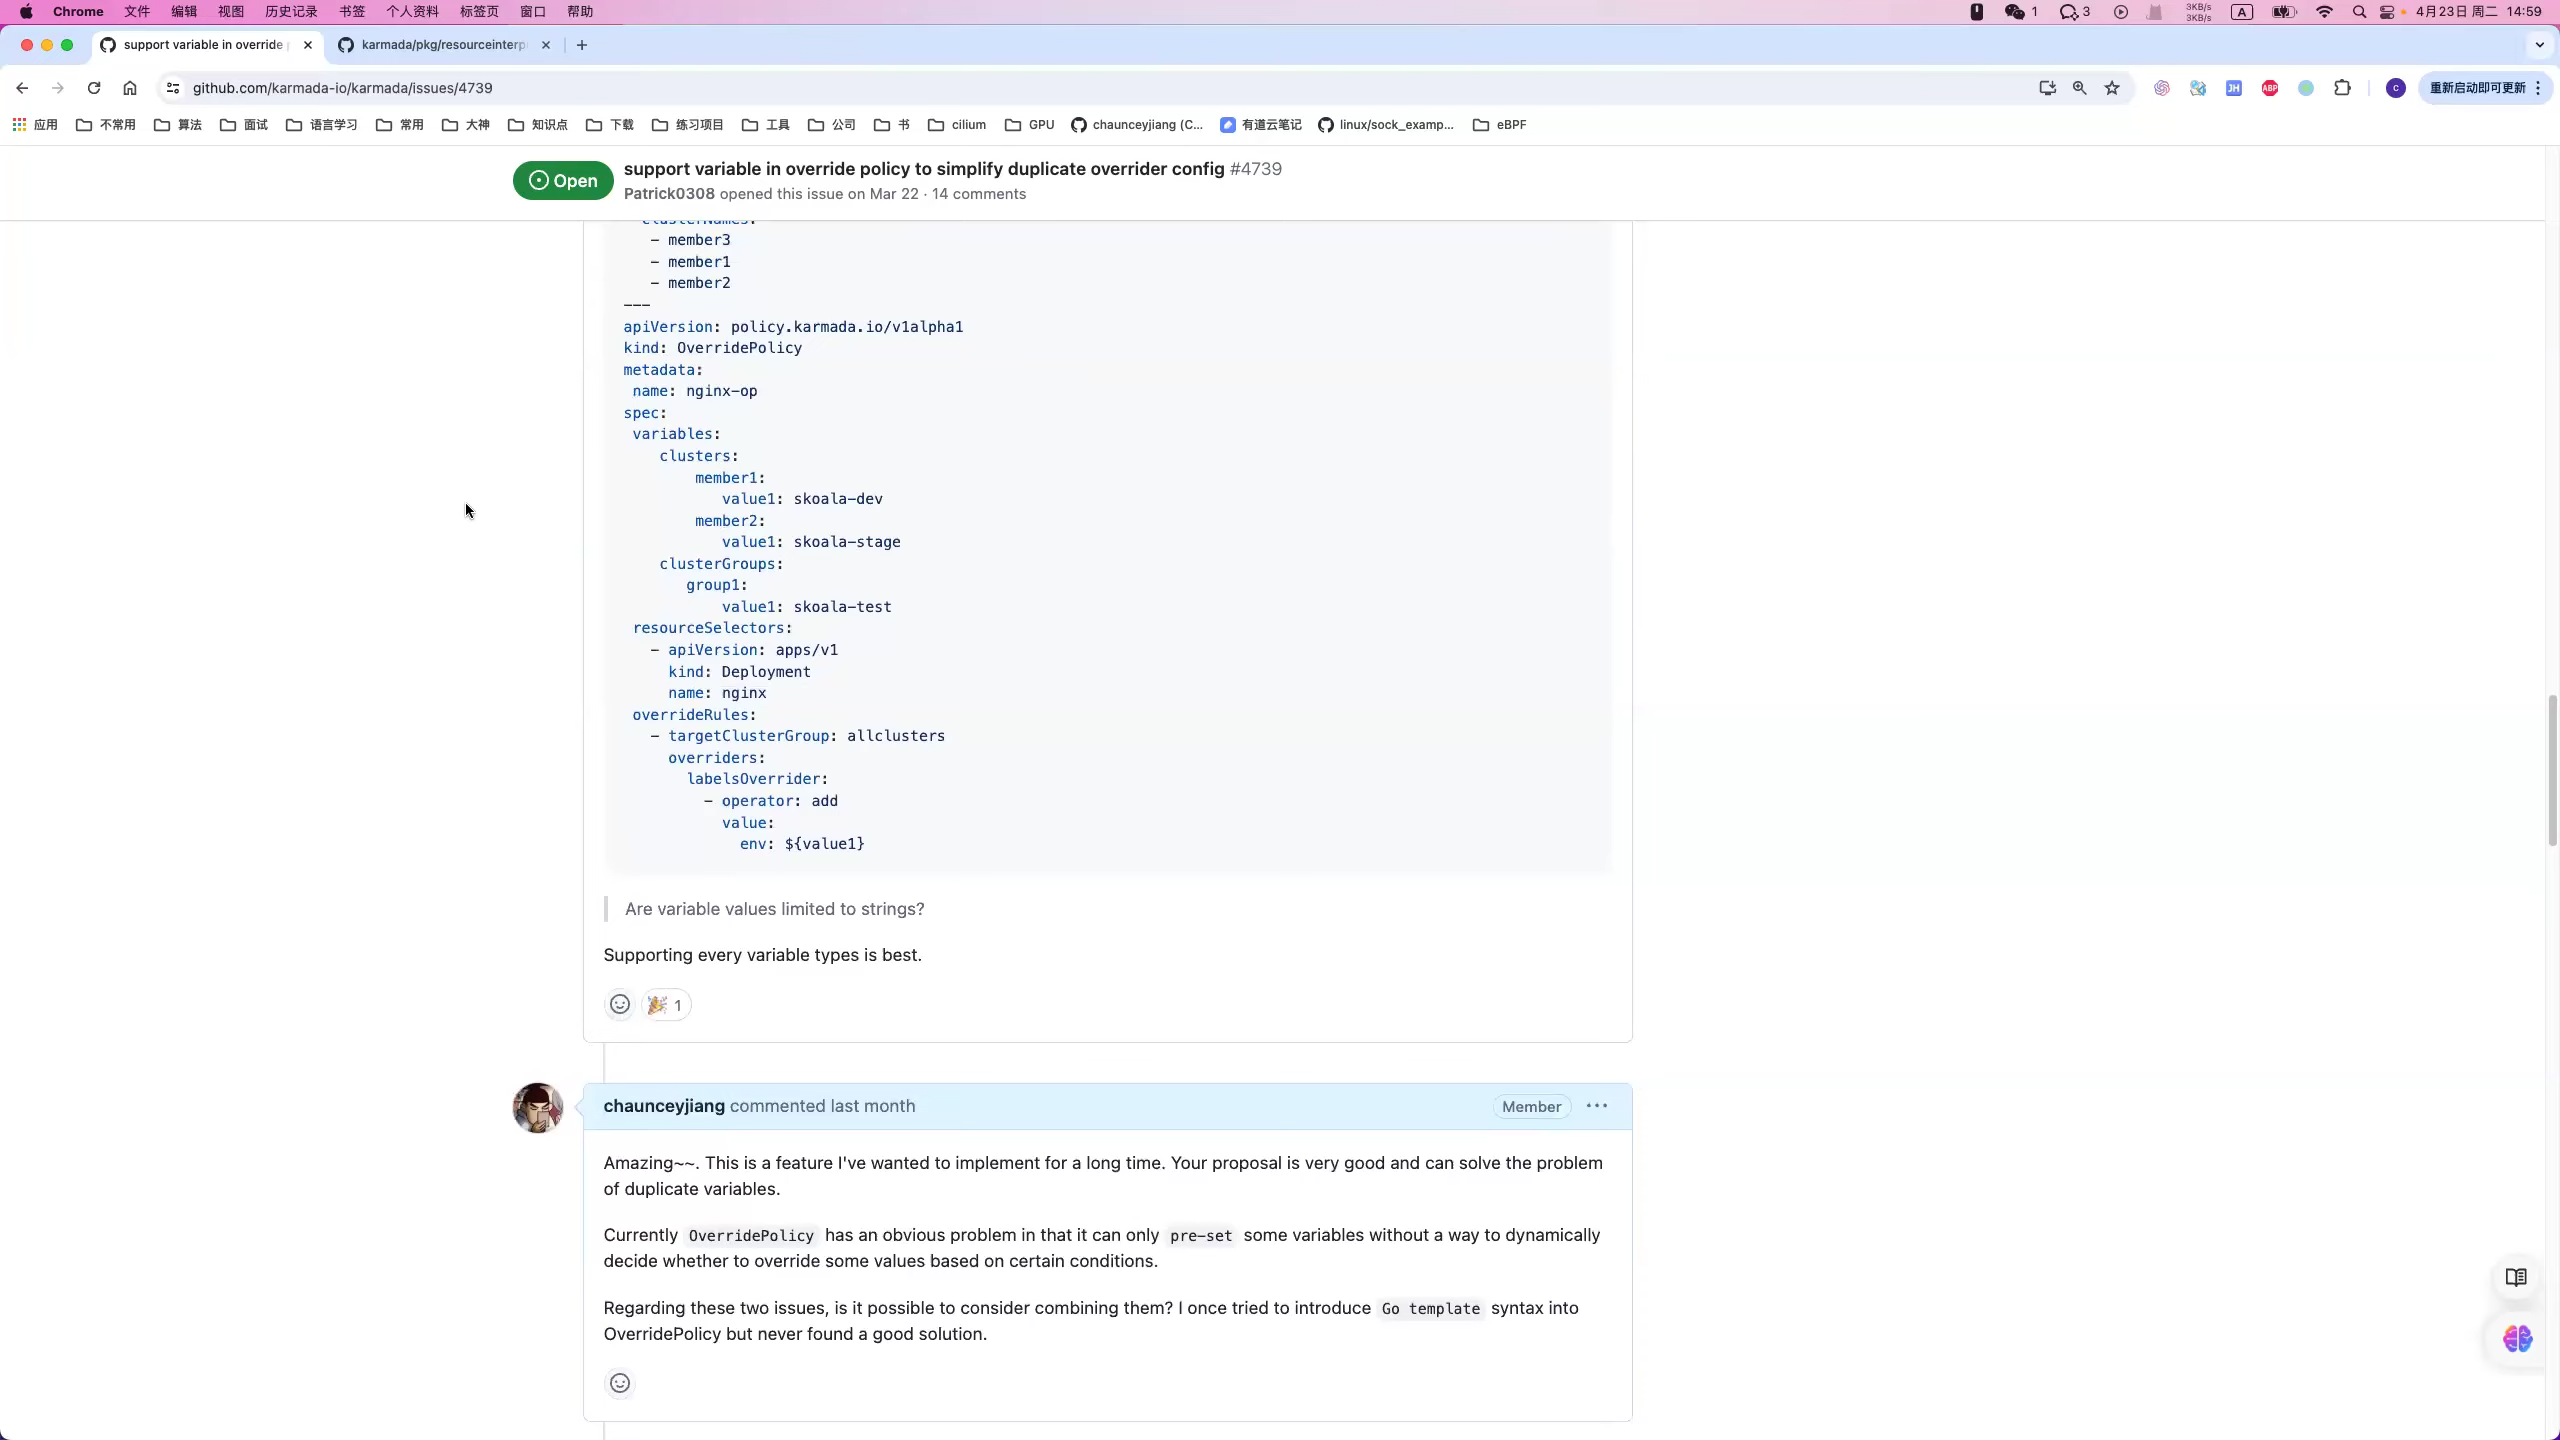 Chrome 文件 编辑 视图 历史记录 书签 个人资料 标签页 窗口 帮助 1 3 3KB/s 3KB/s A 4月23日 周二 14:59
support variable in override p karmada/pkg/resourceinterp
github.com/karmada-io/karmada/issues/4739 JH ABP C 重新启动即可更新
应用 不常用 算法 面试 语言学习 常用 大神 知识点 下载 练习项目 工具 公司 书 cilium GPU chaunceyjiang (C... 有道云笔记 linux/sock_examp... eBPF
Open
support variable in override policy to simplify duplicate overrider config #4739
Patrick0308 opened this issue on Mar 22 · 14 comments
clusterNames:
- member3
- member1
- member2
---
apiVersion: policy.karmada.io/v1alpha1
kind: OverridePolicy
metadata:
name: nginx-op
spec:
variables:
clusters:
member1:
value1: skoala-dev
member2:
value1: skoala-stage
clusterGroups:
group1:
value1: skoala-test
resourceSelectors:
- apiVersion: apps/v1
kind: Deployment
name: nginx
overrideRules:
- targetClusterGroup: allclusters
overriders:
labelsOverrider:
- operator: add
value:
env: ${value1}
Are variable values limited to strings?
Supporting every variable types is best.
1
chaunceyjiang commented last month Member ···
Amazing~~. This is a feature I've wanted to implement for a long time. Your proposal is very good and can solve the problem
of duplicate variables.
Currently OverridePolicy has an obvious problem in that it can only pre-set some variables without a way to dynamically
decide whether to override some values based on certain conditions.
Regarding these two issues, is it possible to consider combining them? I once tried to introduce Go template syntax into
OverridePolicy but never found a good solution.